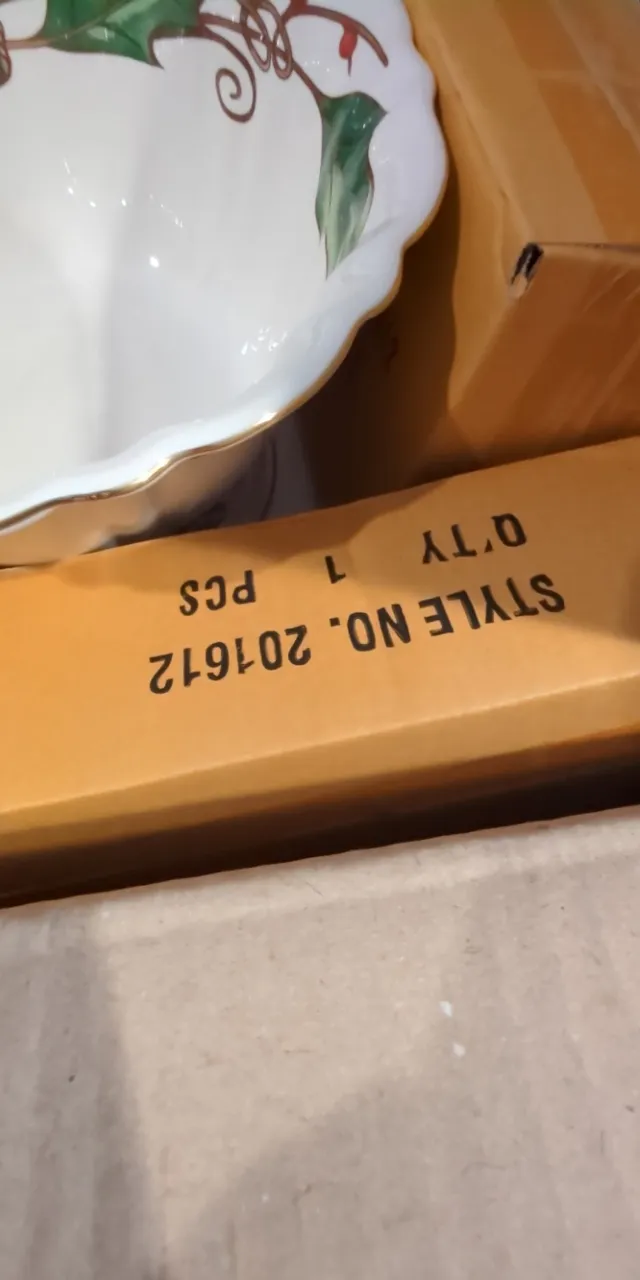 STYLE NO. 201612
Q'TY 1 PCS